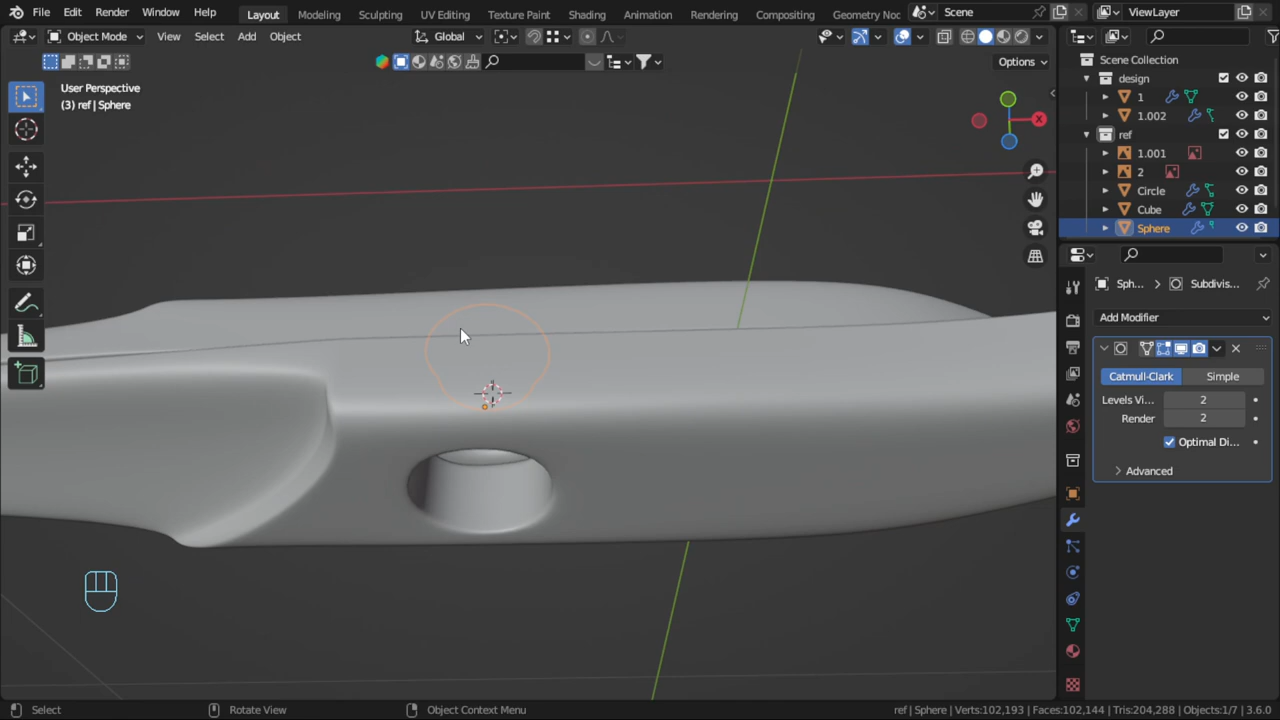 File Edit Render Window Help Layout Modeling Sculpting UV Editing Texture Paint Shading Animation Rendering Compositing Geometry Noc Scene ViewLayer
Object Mode View Select Add Object Global
Options
User Perspective
(3) ref | Sphere
X
Scene Collection
design
1
1.002
ref
1.001
2
Circle
Cube
Sphere
Sph... Subdivis...
Add Modifier
Catmull-Clark Simple
Levels Vi... 2
Render 2
Optimal Di...
Advanced
Select Rotate View Object Context Menu ref | Sphere | Verts:102,193 | Faces:102,144 | Tris:204,288 | Objects:1/7 | 3.6.0